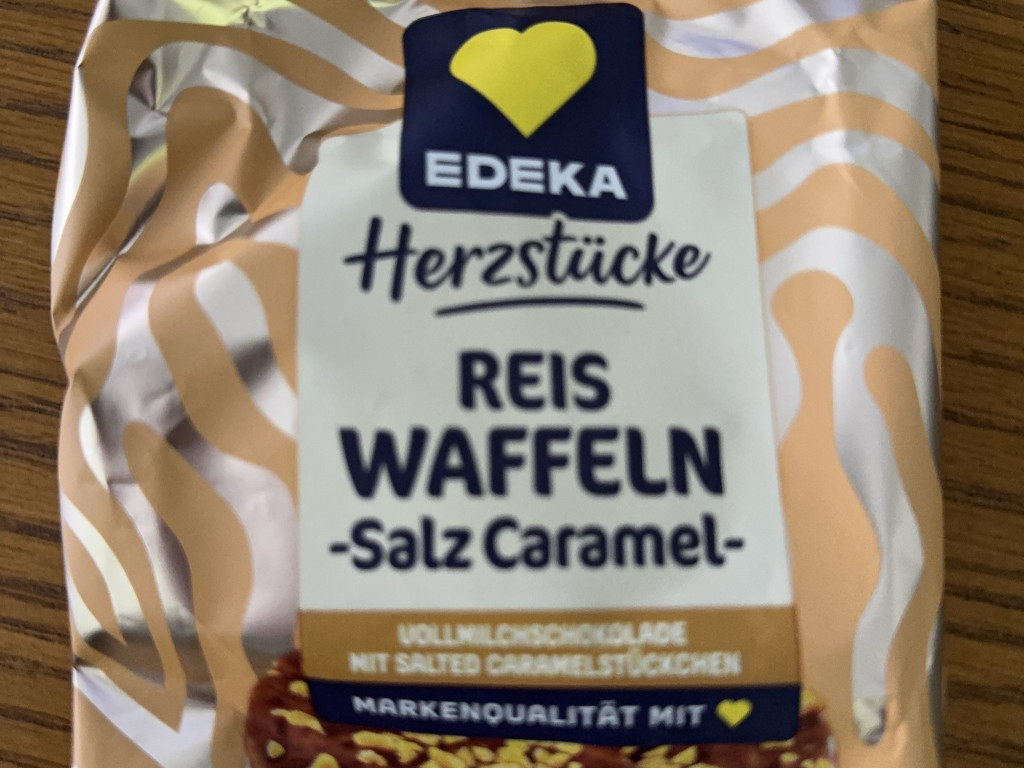 EDEKA
Herzstücke
REIS
WAFFELN
-Salz Caramel-
VOLLMILCHSCHOKOLADE
MIT SALTED CARAMELSTÜCKCHEN
MARKENQUALITÄT MIT